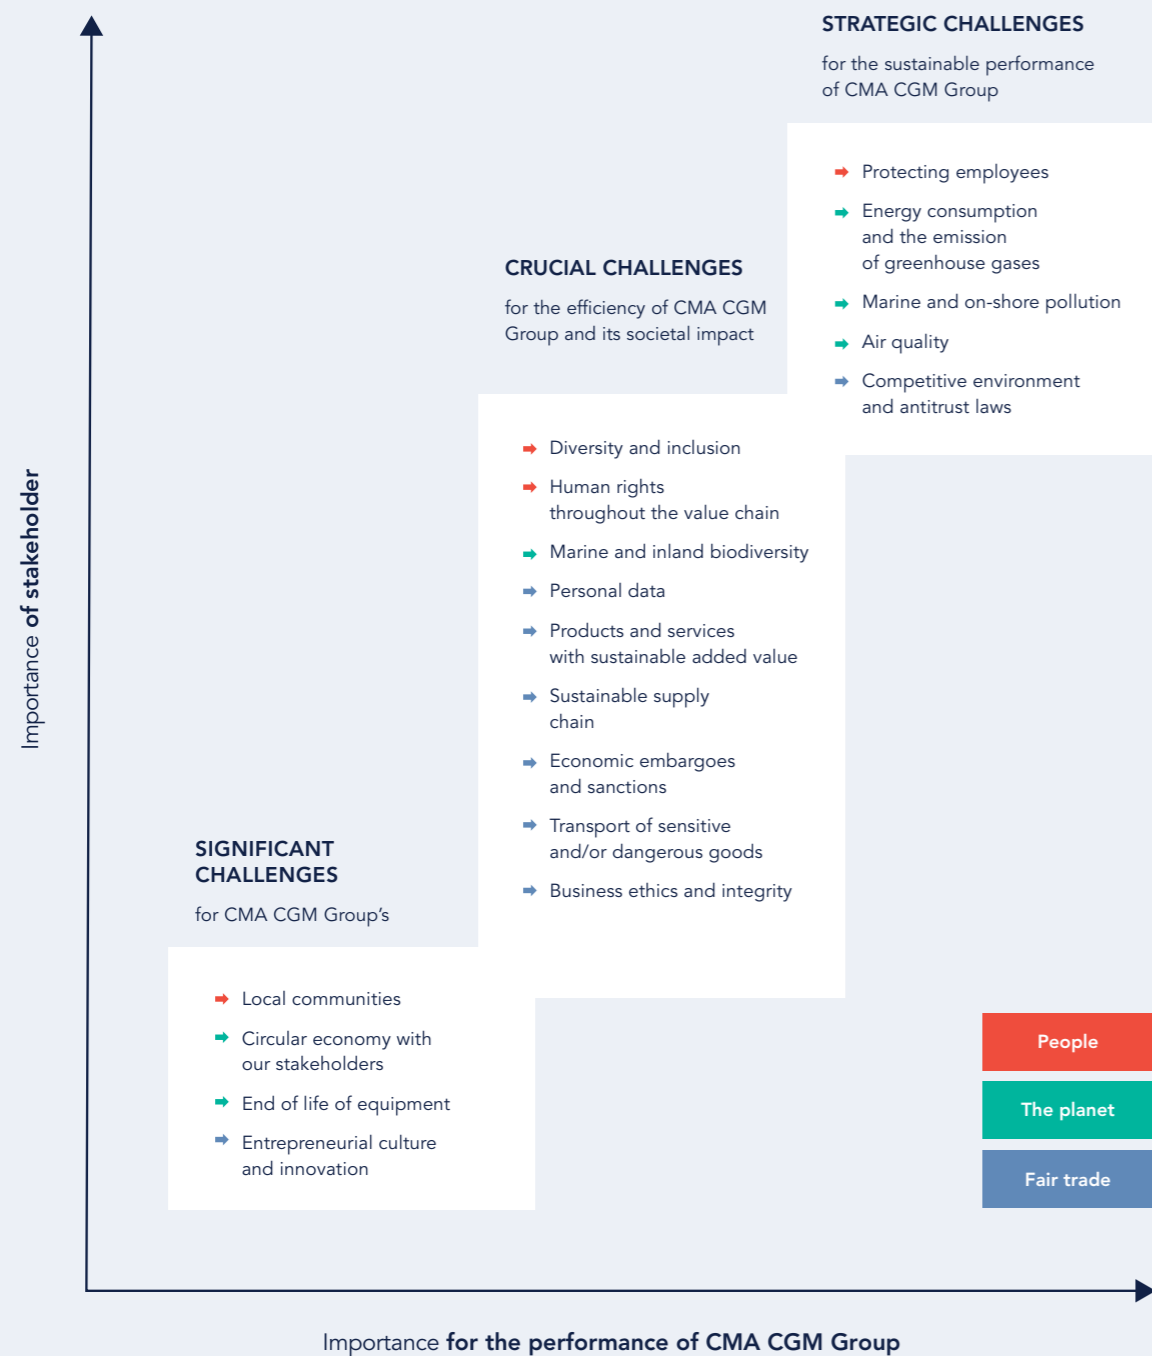 STRATEGIC CHALLENGES
for the sustainable performance
of CMA CGM Group
Protecting employees
Energy consumption
and the emission
of greenhouse gases
Marine and on-shore pollution
Air quality
Competitive environment
and antitrust laws
CRUCIAL CHALLENGES
for the efficiency of CMA CGM
Group and its societal impact
Diversity and inclusion
Human rights
throughout the value chain
Marine and inland biodiversity
Personal data
Products and services
with sustainable added value
Sustainable supply
chain
Economic embargoes
and sanctions
Transport of sensitive
and/or dangerous goods
Business ethics and integrity
SIGNIFICANT
CHALLENGES
for CMA CGM Group’s
Local communities
Circular economy with
our stakeholders
End of life of equipment
Entrepreneurial culture
and innovation
People
The planet
Fair trade
Importance of stakeholder
Importance for the performance of CMA CGM Group